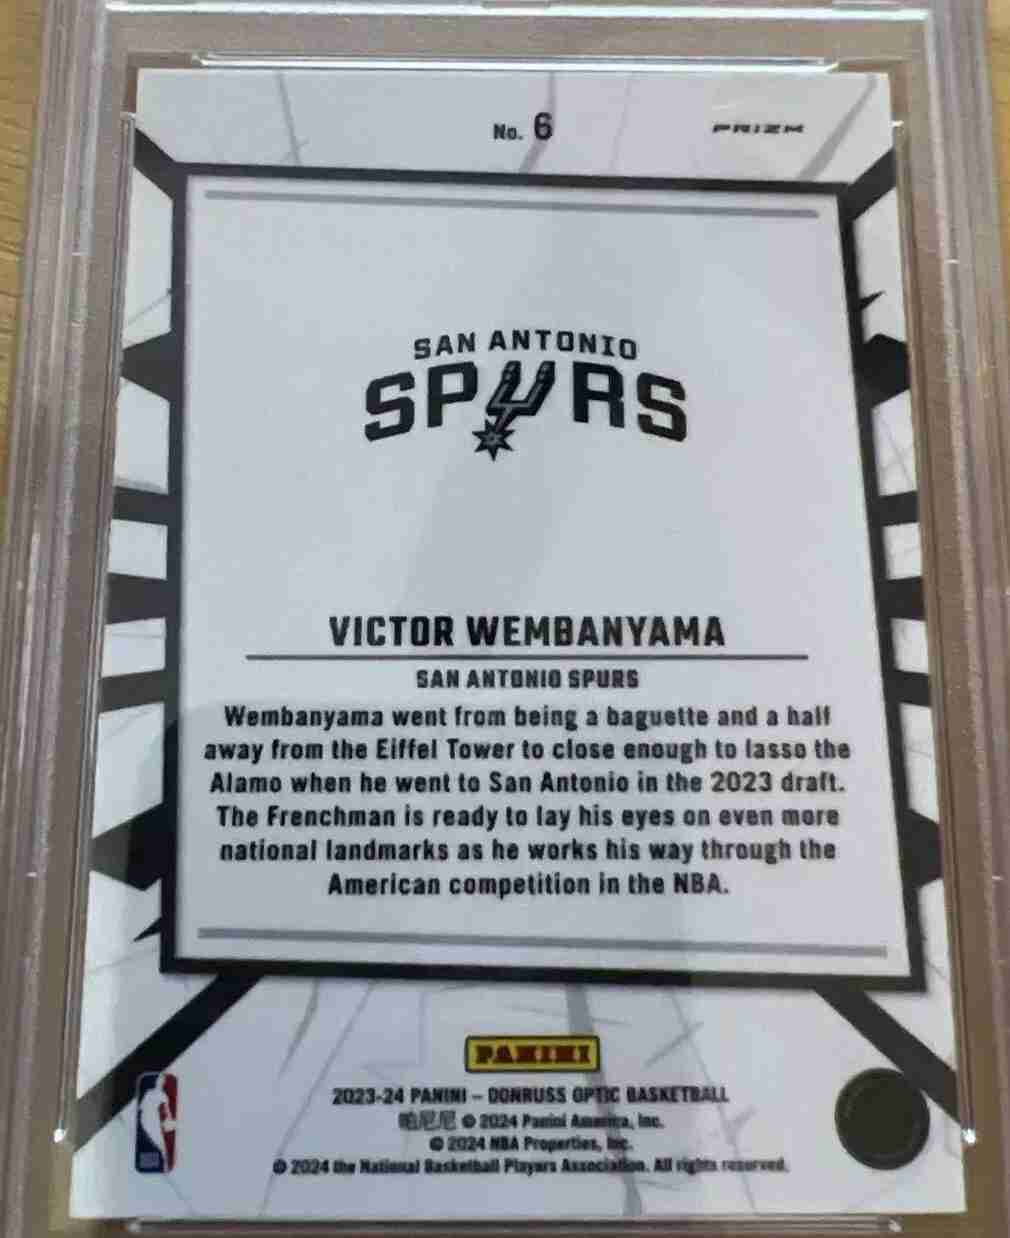 No. 6
PRIZM
SAN ANTONIO
SPURS
VICTOR WEMBANYAMA
SAN ANTONIO SPURS
Wembanyama went from being a baguette and a half
away from the Eiffel Tower to close enough to lasso the
Alamo when he went to San Antonio in the 2023 draft.
The Frenchman is ready to lay his eyes on even more
national landmarks as he works his way through the
American competition in the NBA.
PANINI
2023-24 PANINI – DONRUSS OPTIC BASKETBALL
帕尼尼 © 2024 Panini America, Inc.
© 2024 NBA Properties, Inc.
© 2024 the National Basketball Players Association. All rights reserved.